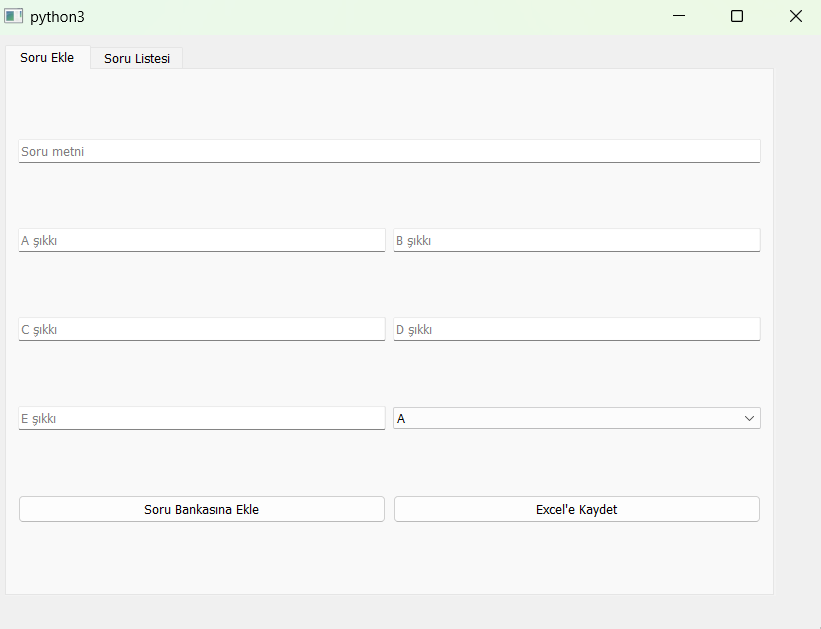 python3
Soru Ekle Soru Listesi
Soru metni
A şıkkı B şıkkı
C şıkkı D şıkkı
E şıkkı A
Soru Bankasına Ekle Excel'e Kaydet